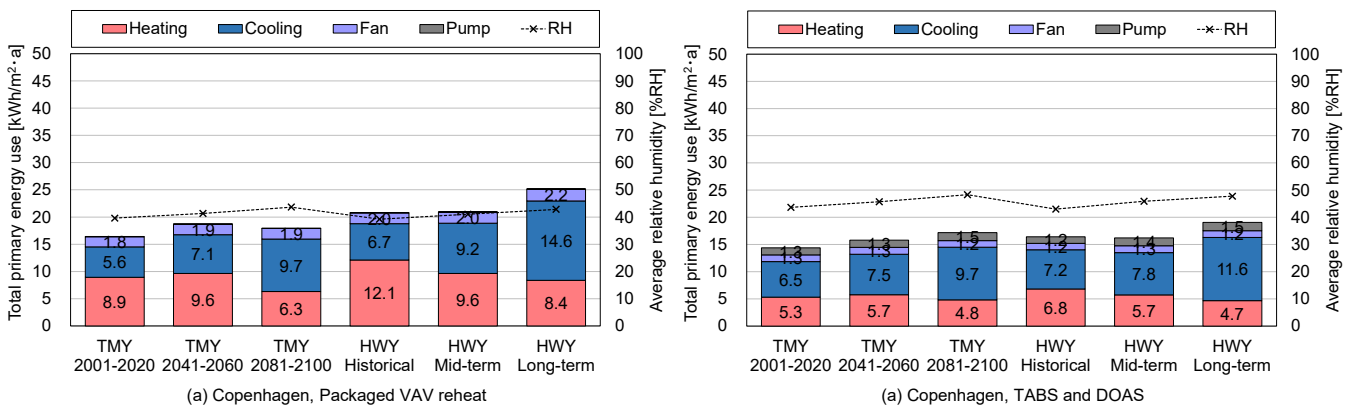 Heating Cooling Fan Pump RH
Total primary energy use [kWh/m²·a]
50
45
40
35
30
25
20
15
10
5
0
100
90
80
70
60
50
40
30
20
10
0
Average relative humidity [%RH]
1.8 1.9 1.9 2.0 2.0 2.2
5.6 7.1 9.7 6.7 9.2 14.6
8.9 9.6 6.3 12.1 9.6 8.4
TMY TMY TMY HWY HWY HWY
2001-2020 2041-2060 2081-2100 Historical Mid-term Long-term
(a) Copenhagen, Packaged VAV reheat
Heating Cooling Fan Pump RH
Total primary energy use [kWh/m²·a]
50
45
40
35
30
25
20
15
10
5
0
100
90
80
70
60
50
40
30
20
10
0
Average relative humidity [%RH]
1.3 1.3 1.5 1.2 1.4 1.5
1.3 1.3 1.2 1.2 1.3 1.2
6.5 7.5 9.7 7.2 7.8 11.6
5.3 5.7 4.8 6.8 5.7 4.7
TMY TMY TMY HWY HWY HWY
2001-2020 2041-2060 2081-2100 Historical Mid-term Long-term
(a) Copenhagen, TABS and DOAS